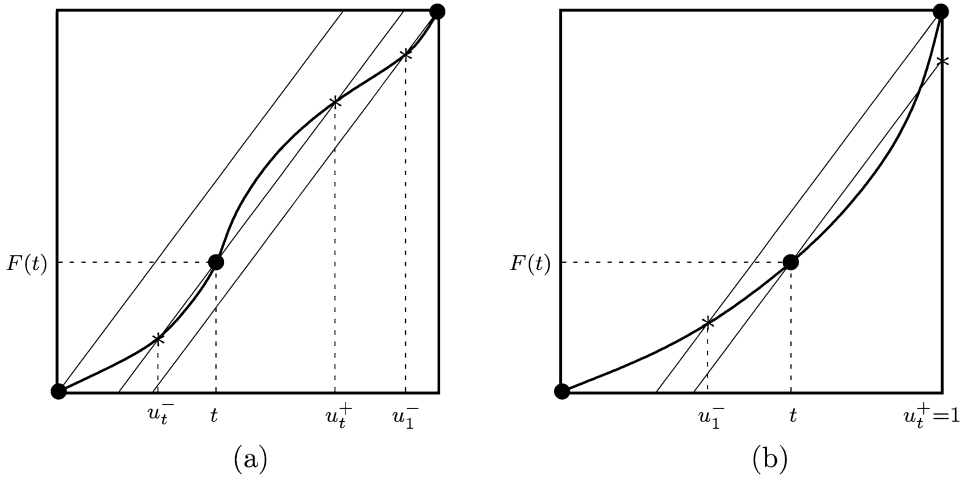 F(t)
u_t^- t u_t^+ u_1^-
(a)
F(t)
u_1^- t u_t^+=1
(b)